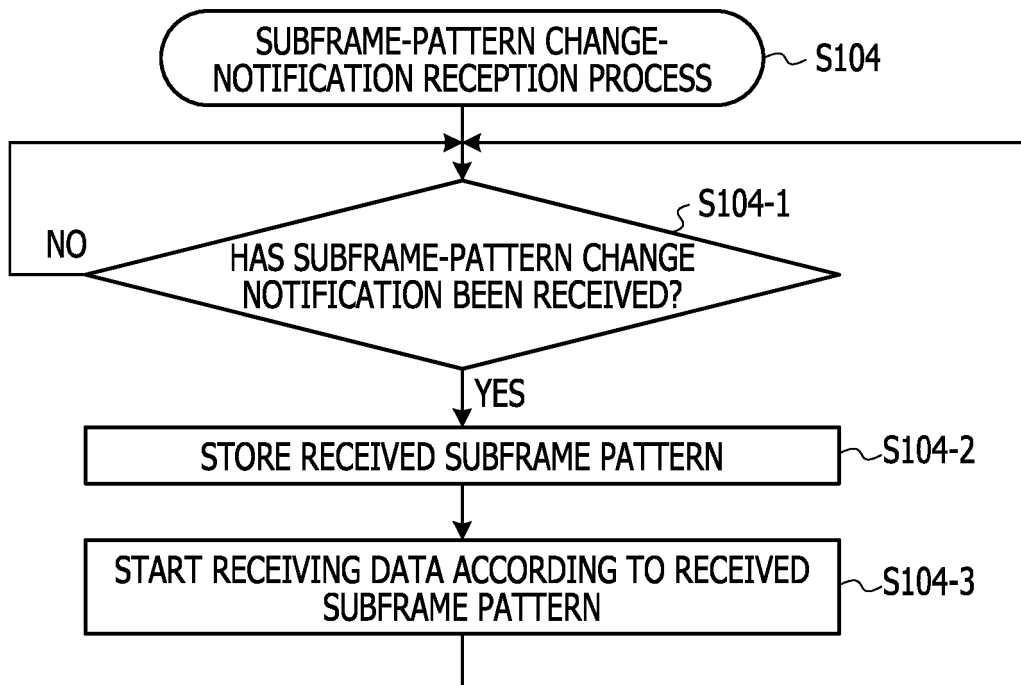 SUBFRAME-PATTERN CHANGE-
NOTIFICATION RECEPTION PROCESS
S104
S104-1
HAS SUBFRAME-PATTERN CHANGE
NOTIFICATION BEEN RECEIVED?
NO
YES
STORE RECEIVED SUBFRAME PATTERN
S104-2
START RECEIVING DATA ACCORDING TO RECEIVED
SUBFRAME PATTERN
S104-3